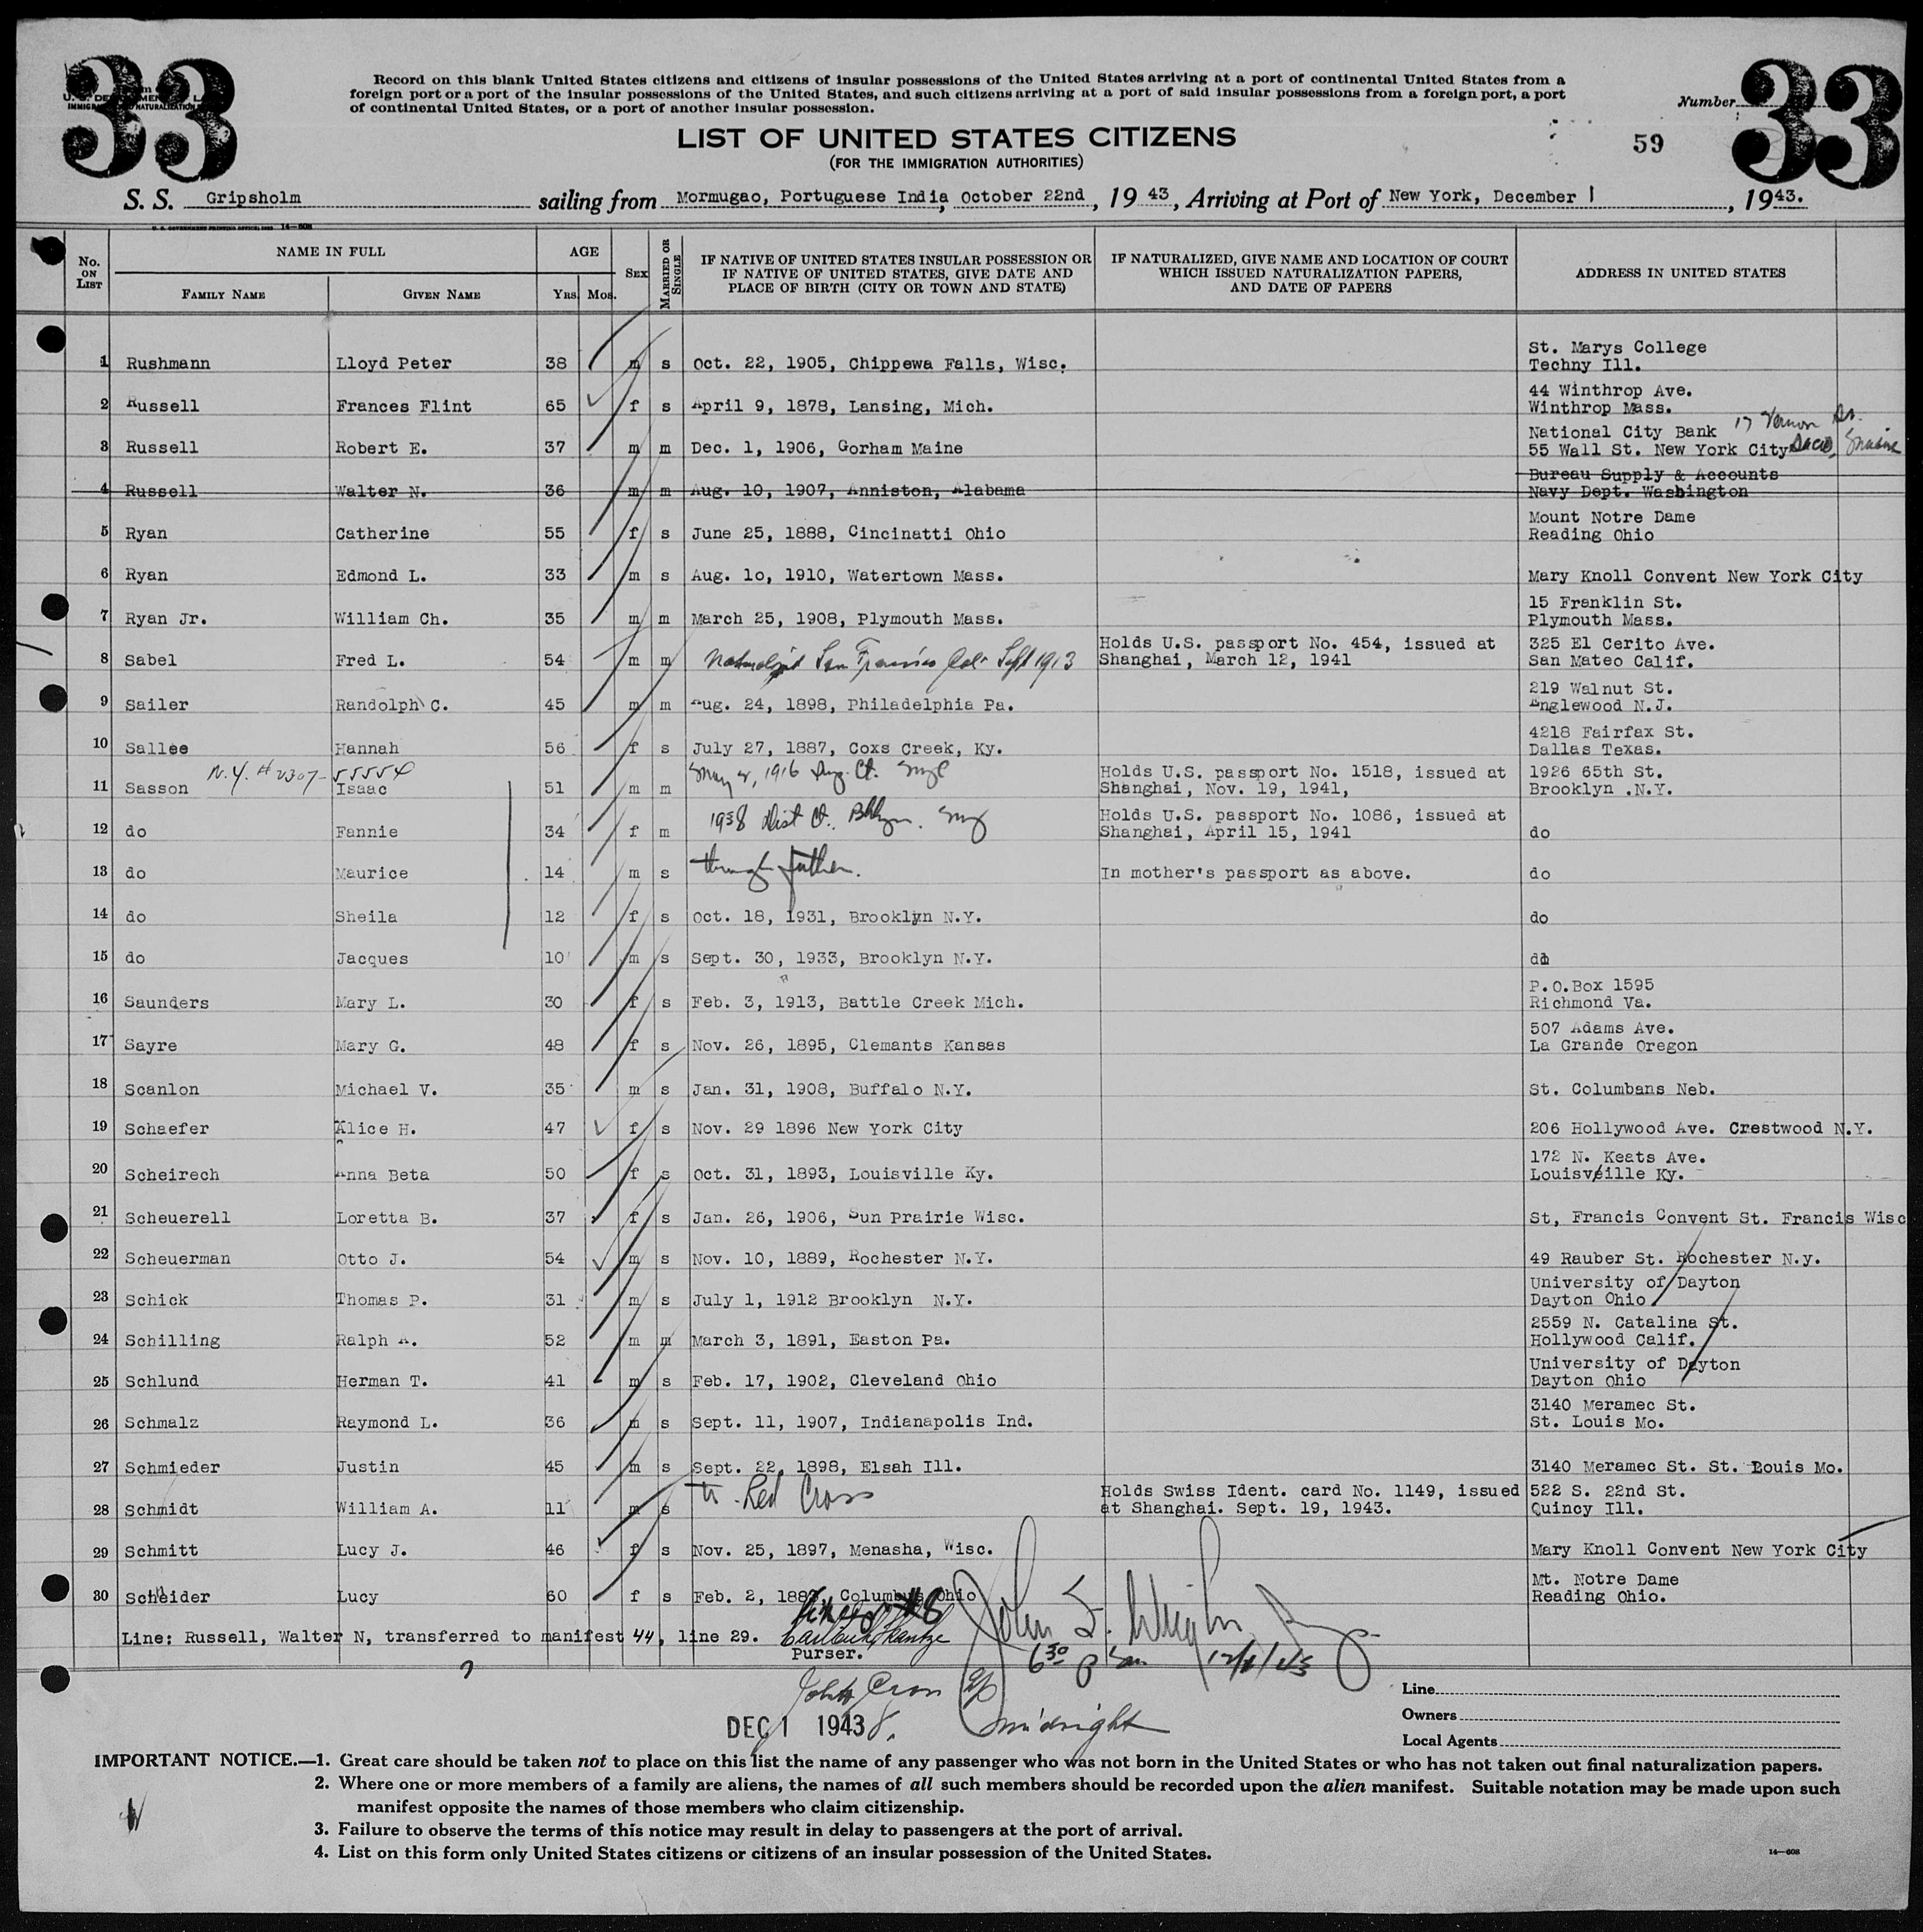 33
33
Record on this blank United States citizens and citizens of insular possessions of the United States arriving at a port of continental United States from a
foreign port or a port of the insular possessions of the United States, and such citizens arriving at a port of said insular possessions from a foreign port, a port
of continental United States, or a port of another insular possession.
Number
LIST OF UNITED STATES CITIZENS
59
(FOR THE IMMIGRATION AUTHORITIES)
S. S. Gripsholm sailing from Mormugao, Portuguese India, October 22nd, 19 43, Arriving at Port of New York, December 1, 1943.
No. ON LIST NAME IN FULL FAMILY NAME GIVEN NAME AGE Yrs. Mos. SEX MARRIED OR SINGLE IF NATIVE OF UNITED STATES INSULAR POSSESSION OR IF NATIVE OF UNITED STATES, GIVE DATE AND PLACE OF BIRTH (CITY OR TOWN AND STATE) IF NATURALIZED, GIVE NAME AND LOCATION OF COURT WHICH ISSUED NATURALIZATION PAPERS, AND DATE OF PAPERS ADDRESS IN UNITED STATES
1 Rushmann Lloyd Peter 38 m s Oct. 22, 1905, Chippewa Falls, Wisc. St. Marys College Techny Ill.
2 Russell Frances Flint 65 f s April 9, 1878, Lansing, Mich. 44 Winthrop Ave. Winthrop Mass.
3 Russell Robert E. 37 m m Dec. 1, 1906, Gorham Maine National City Bank 55 Wall St. New York City 17 Vernon
4 Russell Walter N. 36 m m Aug. 10, 1907, Anniston, Alabama Bureau Supply & Accounts Navy Dept. Washington
5 Ryan Catherine 55 f s June 25, 1888, Cincinatti Ohio Mount Notre Dame Reading Ohio
6 Ryan Edmond L. 33 m s Aug. 1o, 1910, Watertown Mass. Mary Knoll Convent New York City
7 Ryan Jr. William Ch. 35 m m March 25, 1908, Plymouth Mass. 15 Franklin St. Plymouth Mass.
8 Sabel Fred L. 54 m m Naturalized San Francisco Cal. Sept 1913 Holds U.S. passport No. 454, issued at Shanghai, March 12, 1941 325 El Cerito Ave. San Mateo Calif.
9 Sailer Randolph C. 45 m m Aug. 24, 1898, Philadelphia Pa. 219 Walnut St. Englewood N.J.
10 Sallee Hannah 56 f s July 27, 1887, Coxs Creek, Ky. 4218 Fairfax St. Dallas Texas.
N.Y. #2307-55554
11 Sasson Isaac 51 m m 1916 Holds U.S. passport No. 1518, issued at Shanghai, Nov. 19, 1941, 1926 65th St. Brooklyn .N.Y.
12 do Fannie 34 f m 1938 Dist Ct. Bklyn. NY Holds U.S. passport No. 1086, issued at Shanghai, April 15, 1941 do
13 do Maurice 14 m s through father. In mother's passport as above. do
14 do Sheila 12 f s Oct. 18, 1931, Brooklyn N.Y. do
15 do Jacques 10 m s Sept. 30, 1933, Brooklyn N.Y. do
16 Saunders Mary L. 30 f s Feb. 3, 1913, Battle Creek Mich. P.O.Box 1595 Richmond Va.
17 Sayre Mary G. 48 f s Nov. 26, 1895, Clemants Kansas 507 Adams Ave. La Grande Oregon
18 Scanlon Michael V. 35 m s Jan. 31, 1908, Buffalo N.Y. St. Columbans Neb.
19 Schaefer Alice H. 47 f s Nov. 29 1896 New York City 206 Hollywood Ave. Crestwood N.Y.
20 Scheirech Anna Beta 50 f s Oct. 31, 1893, Louisville Ky. 172 N. Keats Ave. Louisville Ky.
21 Scheuerell Loretta B. 37 f s Jan. 26, 1906, Sun Prairie Wisc. St, Francis Convent St. Francis Wisc
22 Scheuerman Otto J. 54 m s Nov. 10, 1889, Rochester N.Y. 49 Rauber St. Rochester N.y.
23 Schick Thomas P. 31 m s July 1, 1912 Brooklyn N.Y. University of Dayton Dayton Ohio
24 Schilling Ralph A. 52 m m March 3, 1891, Easton Pa. 2559 N. Catalina St. Hollywood Calif.
25 Schlund Herman T. 41 m s Feb. 17, 1902, Cleveland Ohio University of Dayton Dayton Ohio
26 Schmalz Raymond L. 36 m s Sept. 11, 1907, Indianapolis Ind. 3140 Meramec St. St. Louis Mo.
27 Schmieder Justin 45 m s Sept. 22, 1898, Elsah Ill. 3140 Meramec St. St. Louis Mo.
28 Schmidt William A. 11 m s Red Cross Holds Swiss Ident. card No. 1149, issued at Shanghai. Sept. 19, 1943. 522 S. 22nd St. Quincy Ill.
29 Schmitt Lucy J. 46 f s Nov. 25, 1897, Menasha, Wisc. Mary Knoll Convent New York City
30 Schneider Lucy 60 f s Feb. 2, 1883, Columbus Ohio Mt. Notre Dame Reading Ohio.
Line: Russell, Walter N, transferred to manifest 44, line 29.
Purser.
6 30
12/1/43
midnight
DEC 1 1943
Line
Owners
Local Agents
IMPORTANT NOTICE.—1. Great care should be taken not to place on this list the name of any passenger who was not born in the United States or who has not taken out final naturalization papers.
2. Where one or more members of a family are aliens, the names of all such members should be recorded upon the alien manifest. Suitable notation may be made upon such
manifest opposite the names of those members who claim citizenship.
3. Failure to observe the terms of this notice may result in delay to passengers at the port of arrival.
4. List on this form only United States citizens or citizens of an insular possession of the United States.
14—608